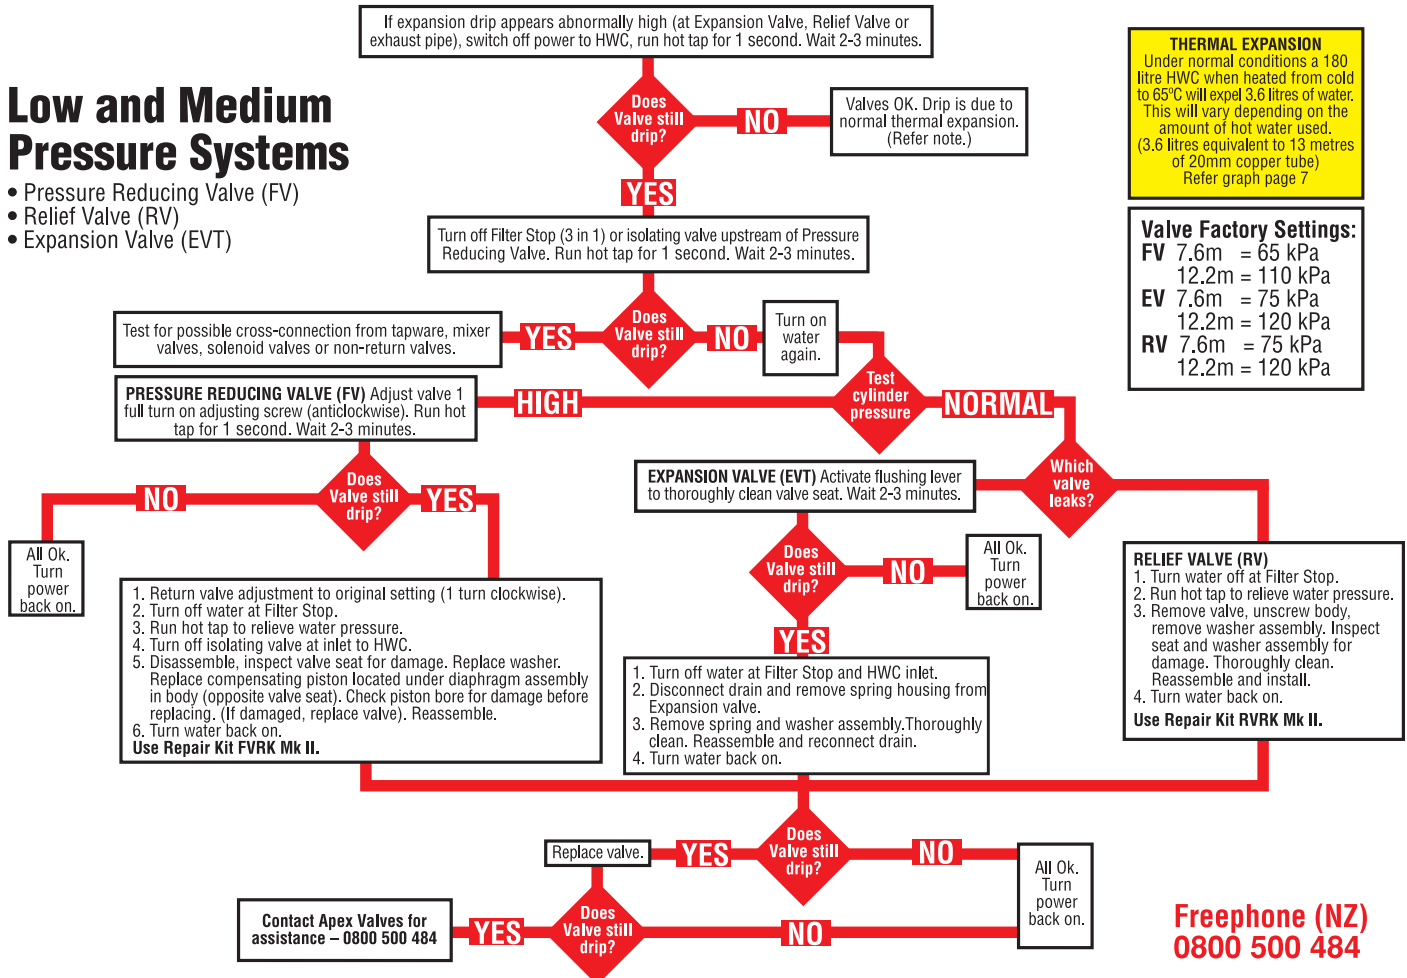 If expansion drip appears abnormally high (at Expansion Valve, Relief Valve or
exhaust pipe), switch off power to HWC, run hot tap for 1 second. Wait 2-3 minutes.
Low and Medium
Pressure Systems
• Pressure Reducing Valve (FV)
• Relief Valve (RV)
• Expansion Valve (EVT)
Does
Valve still
drip?
NO
Valves OK. Drip is due to
normal thermal expansion.
(Refer note.)
THERMAL EXPANSION
Under normal conditions a 180
litre HWC when heated from cold
to 65ºC will expel 3.6 litres of water.
This will vary depending on the
amount of hot water used.
(3.6 litres equivalent to 13 metres
of 20mm copper tube)
Refer graph page 7
YES
Turn off Filter Stop (3 in 1) or isolating valve upstream of Pressure
Reducing Valve. Run hot tap for 1 second. Wait 2-3 minutes.
Valve Factory Settings:
FV 7.6m = 65 kPa
12.2m = 110 kPa
EV 7.6m = 75 kPa
12.2m = 120 kPa
RV 7.6m = 75 kPa
12.2m = 120 kPa
Test for possible cross-connection from tapware, mixer
valves, solenoid valves or non-return valves.
YES
Does
Valve still
drip?
NO
Turn on
water
again.
PRESSURE REDUCING VALVE (FV) Adjust valve 1
full turn on adjusting screw (anticlockwise). Run hot
tap for 1 second. Wait 2-3 minutes.
HIGH
Test
cylinder
pressure
NORMAL
NO
Does
Valve still
drip?
YES
EXPANSION VALVE (EVT) Activate flushing lever
to thoroughly clean valve seat. Wait 2-3 minutes.
Which
valve
leaks?
All Ok.
Turn
power
back on.
Does
Valve still
drip?
NO
All Ok.
Turn
power
back on.
YES
1. Return valve adjustment to original setting (1 turn clockwise).
2. Turn off water at Filter Stop.
3. Run hot tap to relieve water pressure.
4. Turn off isolating valve at inlet to HWC.
5. Disassemble, inspect valve seat for damage. Replace washer.
Replace compensating piston located under diaphragm assembly
in body (opposite valve seat). Check piston bore for damage before
replacing. (If damaged, replace valve). Reassemble.
6. Turn water back on.
Use Repair Kit FVRK Mk II.
1. Turn off water at Filter Stop and HWC inlet.
2. Disconnect drain and remove spring housing from
Expansion valve.
3. Remove spring and washer assembly.Thoroughly
clean. Reassemble and reconnect drain.
4. Turn water back on.
RELIEF VALVE (RV)
1. Turn water off at Filter Stop.
2. Run hot tap to relieve water pressure.
3. Remove valve, unscrew body,
remove washer assembly. Inspect
seat and washer assembly for
damage. Thoroughly clean.
Reassemble and install.
4. Turn water back on.
Use Repair Kit RVRK Mk II.
Replace valve.
YES
Does
Valve still
drip?
NO
All Ok.
Turn
power
back on.
Contact Apex Valves for
assistance – 0800 500 484
YES
Does
Valve still
drip?
NO
Freephone (NZ)
0800 500 484